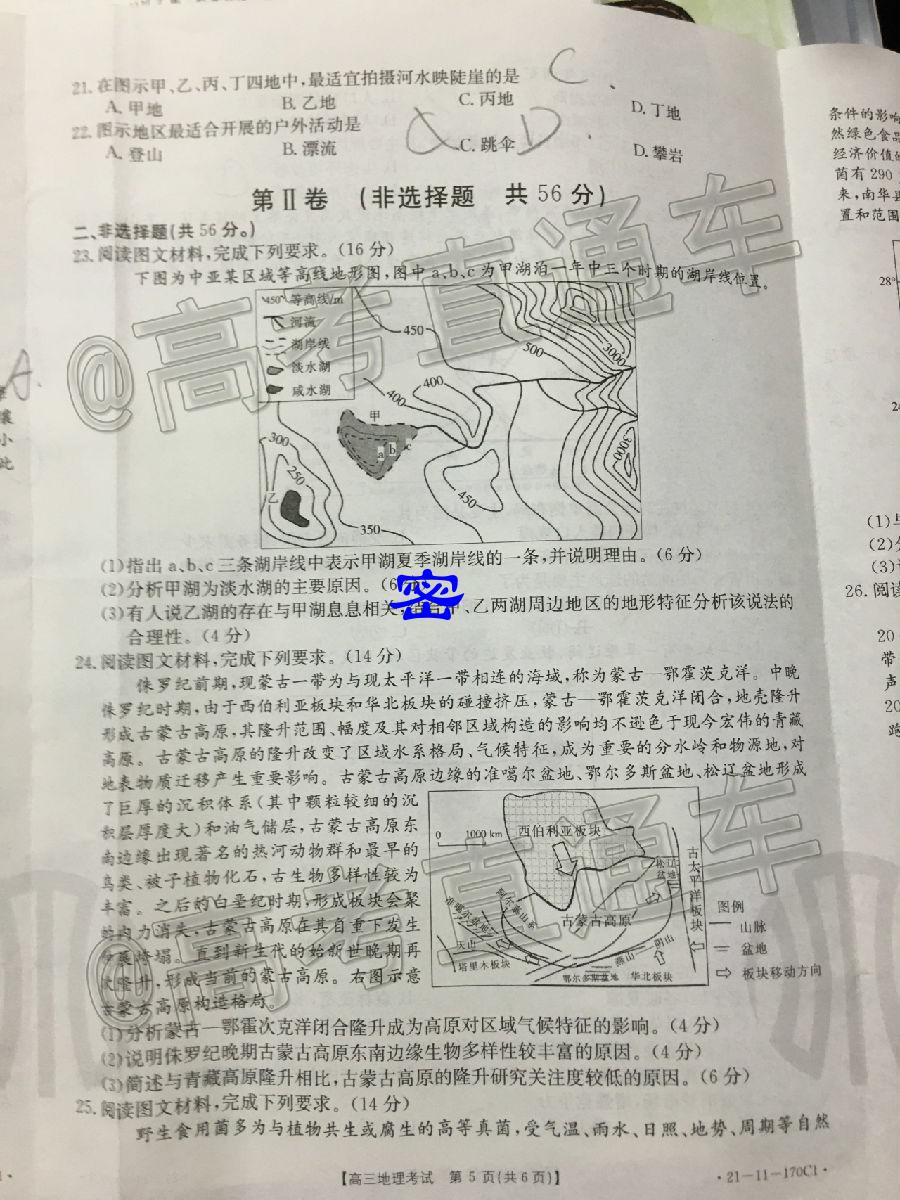 21. 在图示甲、乙、丙、丁四地中,最适宜拍摄河水映陡崖的是 C
A. 甲地 B. 乙地 C. 丙地 D. 丁地
22. 图示地区最适合开展的户外活动是 D
A. 登山 B. 漂流 C. 跳伞 D. 攀岩
第Ⅱ卷 (非选择题 共56分)
二、非选择题(共56分。)
23. 阅读图文材料,完成下列要求。(16分)
下图为中亚某区域等高线地形图,图中a、b、c为甲湖泊一年中三个时期的湖岸线位置。
450 等高线/m
河流
湖岸线
淡水湖
咸水湖
450
500
3000
400
400
甲
a b c
300
250
乙
450
3000
350
(1)指出a、b、c三条湖岸线中表示甲湖夏季湖岸线的一条,并说明理由。(6分)
(2)分析甲湖为淡水湖的主要原因。(6
密
(3)有人说乙湖的存在与甲湖息息相关,甲、乙两湖周边地区的地形特征分析该说法的
合理性。(4分)
24. 阅读图文材料,完成下列要求。(14分)
侏罗纪前期,现蒙古一带为与现太平洋一带相连的海域,称为蒙古—鄂霍茨克洋。中晚
侏罗纪时期,由于西伯利亚板块和华北板块的碰撞挤压,蒙古—鄂霍茨克洋闭合,地壳隆升
形成古蒙古高原,其隆升范围、幅度及其对相邻区域构造的影响均不逊色于现今宏伟的青藏
高原。古蒙古高原的隆升改变了区域水系格局、气候特征,成为重要的分水岭和物源地,对
地表物质迁移产生重要影响。古蒙古高原边缘的准噶尔盆地、鄂尔多斯盆地、松辽盆地形成
了巨厚的沉积体系(其中颗粒较细的沉
积层厚度大)和油气储层,古蒙古高原东
南边缘出现著名的热河动物群和最早的
鸟类、被子植物化石,古生物多样性较为
丰富。之后的白垩纪时期,形成板块会聚
的内力消失,古蒙古高原在其自重下发生
垮塌。直到新生代的始新世晚期再
次隆升,形成当前的蒙古高原。右图示意
古蒙古高原构造格局。
0 1000 km
西伯利亚板块
松辽盆地
古太平洋板块
准噶尔盆地
阿尔泰山
古蒙古高原
天山
塔里木板块
燕山—阴山
鄂尔多斯盆地
华北板块
图例
山脉
盆地
板块移动方向
(1)分析蒙古—鄂霍次克洋闭合隆升成为高原对区域气候特征的影响。(4分)
(2)说明侏罗纪晚期古蒙古高原东南边缘生物多样性较丰富的原因。(4分)
(3)简述与青藏高原隆升相比,古蒙古高原的隆升研究关注度较低的原因。(6分)
25. 阅读图文材料,完成下列要求。(14分)
野生食用菌多为与植物共生或腐生的高等真菌,受气温、雨水、日照、地势、周期等自然
【高三地理考试 第5页(共6页)】
·21-11-170C1·
条件的影响
然绿色食品
经济价值的
菌有290
来,南华县
置和范围
28°
(1)
(2)
(3)
26. 阅读
20
带
声
20
A.
小
此
@高考直通车
@高考直通车